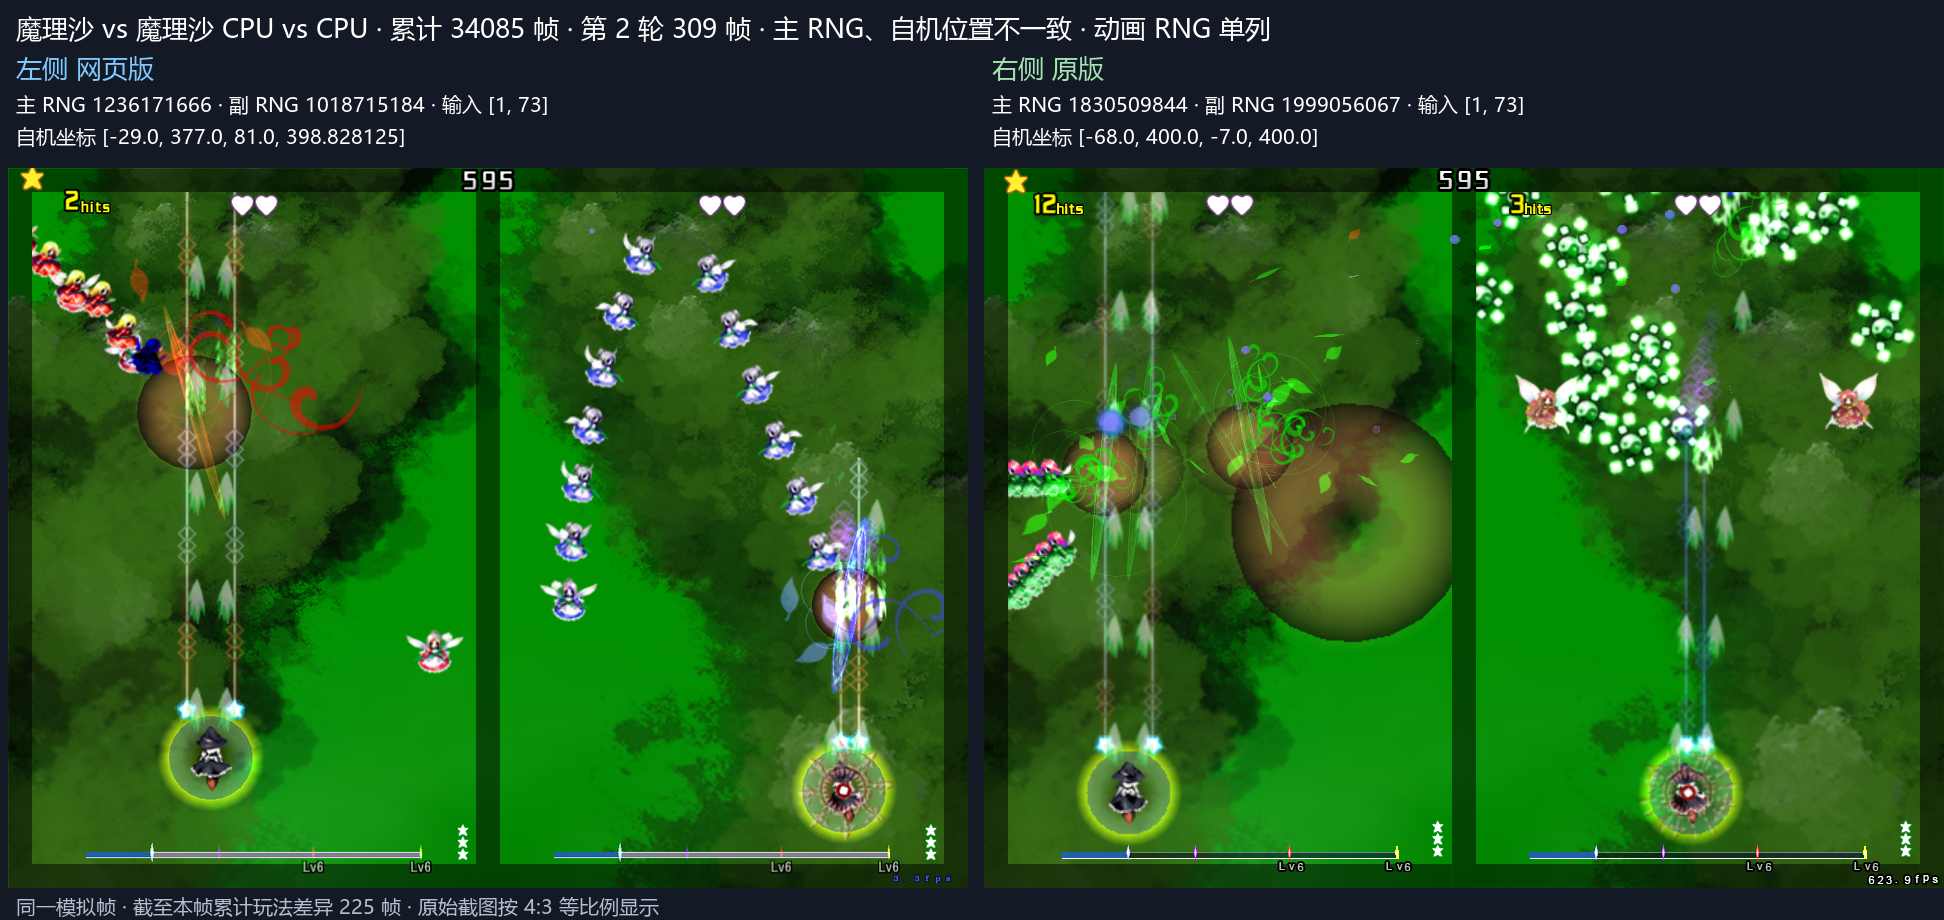 魔理沙 vs 魔理沙 CPU vs CPU · 累计 34085 帧 · 第 2 轮 309 帧 · 主 RNG、自机位置不一致 · 动画 RNG 单列
左侧 网页版
主 RNG 1236171666 · 副 RNG 1018715184 · 输入 [1, 73]
自机坐标 [-29.0, 377.0, 81.0, 398.828125]
右侧 原版
主 RNG 1830509844 · 副 RNG 1999056067 · 输入 [1, 73]
自机坐标 [-68.0, 400.0, -7.0, 400.0]
595
2hits
Lv6
Lv6
Lv6
Lv6
3.3fps
595
12hits
3hits
Lv6
Lv6
Lv6
Lv6
623.9fps
同一模拟帧 · 截至本帧累计玩法差异 225 帧 · 原始截图按 4:3 等比例显示